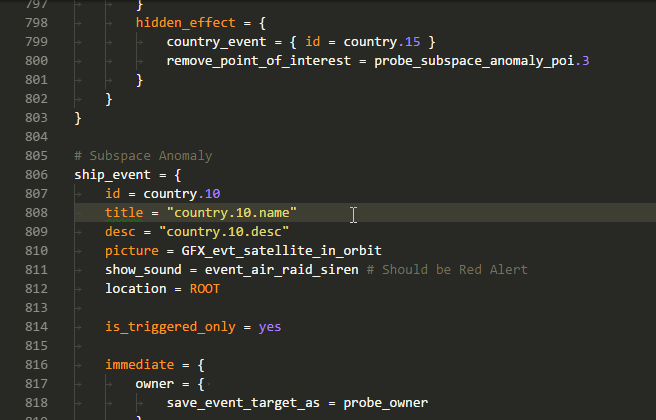 797 }
798 hidden_effect = {
799 country_event = { id = country.15 }
800 remove_point_of_interest = probe_subspace_anomaly_poi.3
801 }
802 }
803 }
804
805 # Subspace Anomaly
806 ship_event = {
807 id = country.10
808 title = "country.10.name"
809 desc = "country.10.desc"
810 picture = GFX_evt_satellite_in_orbit
811 show_sound = event_air_raid_siren # Should be Red Alert
812 location = ROOT
813
814 is_triggered_only = yes
815
816 immediate = {
817 owner = {
818 save_event_target_as = probe_owner